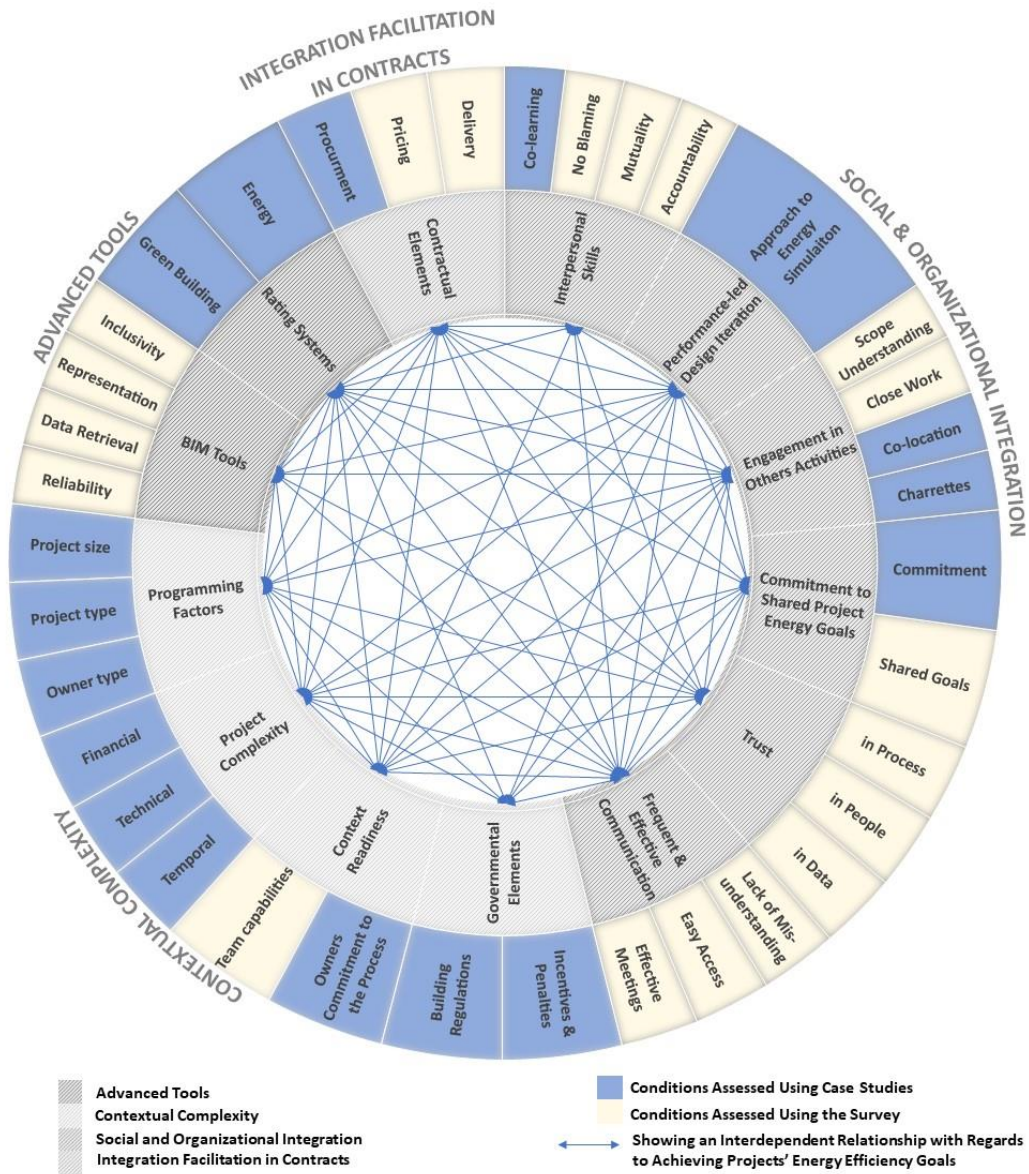 INTEGRATION FACILITATION
IN CONTRACTS
SOCIAL & ORGANIZATIONAL INTEGRATION
CONTEXTUAL COMPLEXITY
ADVANCED TOOLS
Procurment
Pricing
Delivery
Co-learning
No Blaming
Mutuality
Accountability
Approach to
Energy
Simulaiton
Scope
Understanding
Close Work
Co-location
Charrettes
Commitment
Shared Goals
in Process
in People
in Data
Lack of Mis-
understanding
Easy Access
Effective
Meetings
Incentives &
Penalties
Building
Regulations
Owners
Commitment to
the Process
Team capabilities
Temporal
Technical
Financial
Owner type
Project type
Project size
Reliability
Data Retrieval
Representation
Inclusivity
Green Building
Energy
Contractual
Elements
Interpersonal
Skills
Performance-led
Design Iteration
Engagement in
Others Activities
Commitment to
Shared Project
Energy Goals
Trust
Frequent &
Effective
Communication
Governmental
Elements
Context
Readiness
Project
Complexity
Programming
Factors
BIM Tools
Rating Systems
Advanced Tools
Contextual Complexity
Social and Organizational Integration
Integration Facilitation in Contracts
Conditions Assessed Using Case Studies
Conditions Assessed Using the Survey
Showing an Interdependent Relationship with Regards
to Achieving Projects' Energy Efficiency Goals